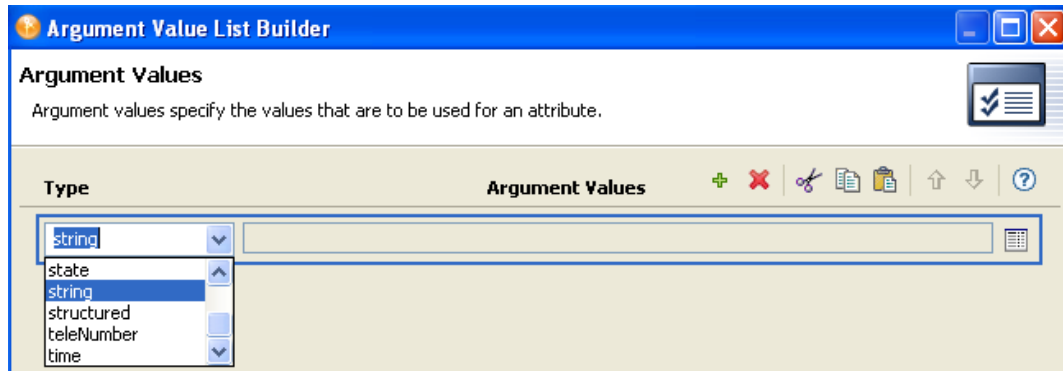 Argument Value List Builder
Argument Values
Argument values specify the values that are to be used for an attribute.
Type Argument Values
string
state
string
structured
teleNumber
time